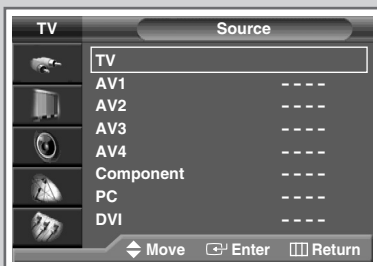 TV Source
TV
AV1 - - - -
AV2 - - - -
AV3 - - - -
AV4 - - - -
Component - - - -
PC - - - -
DVI - - - -
Move Enter Return